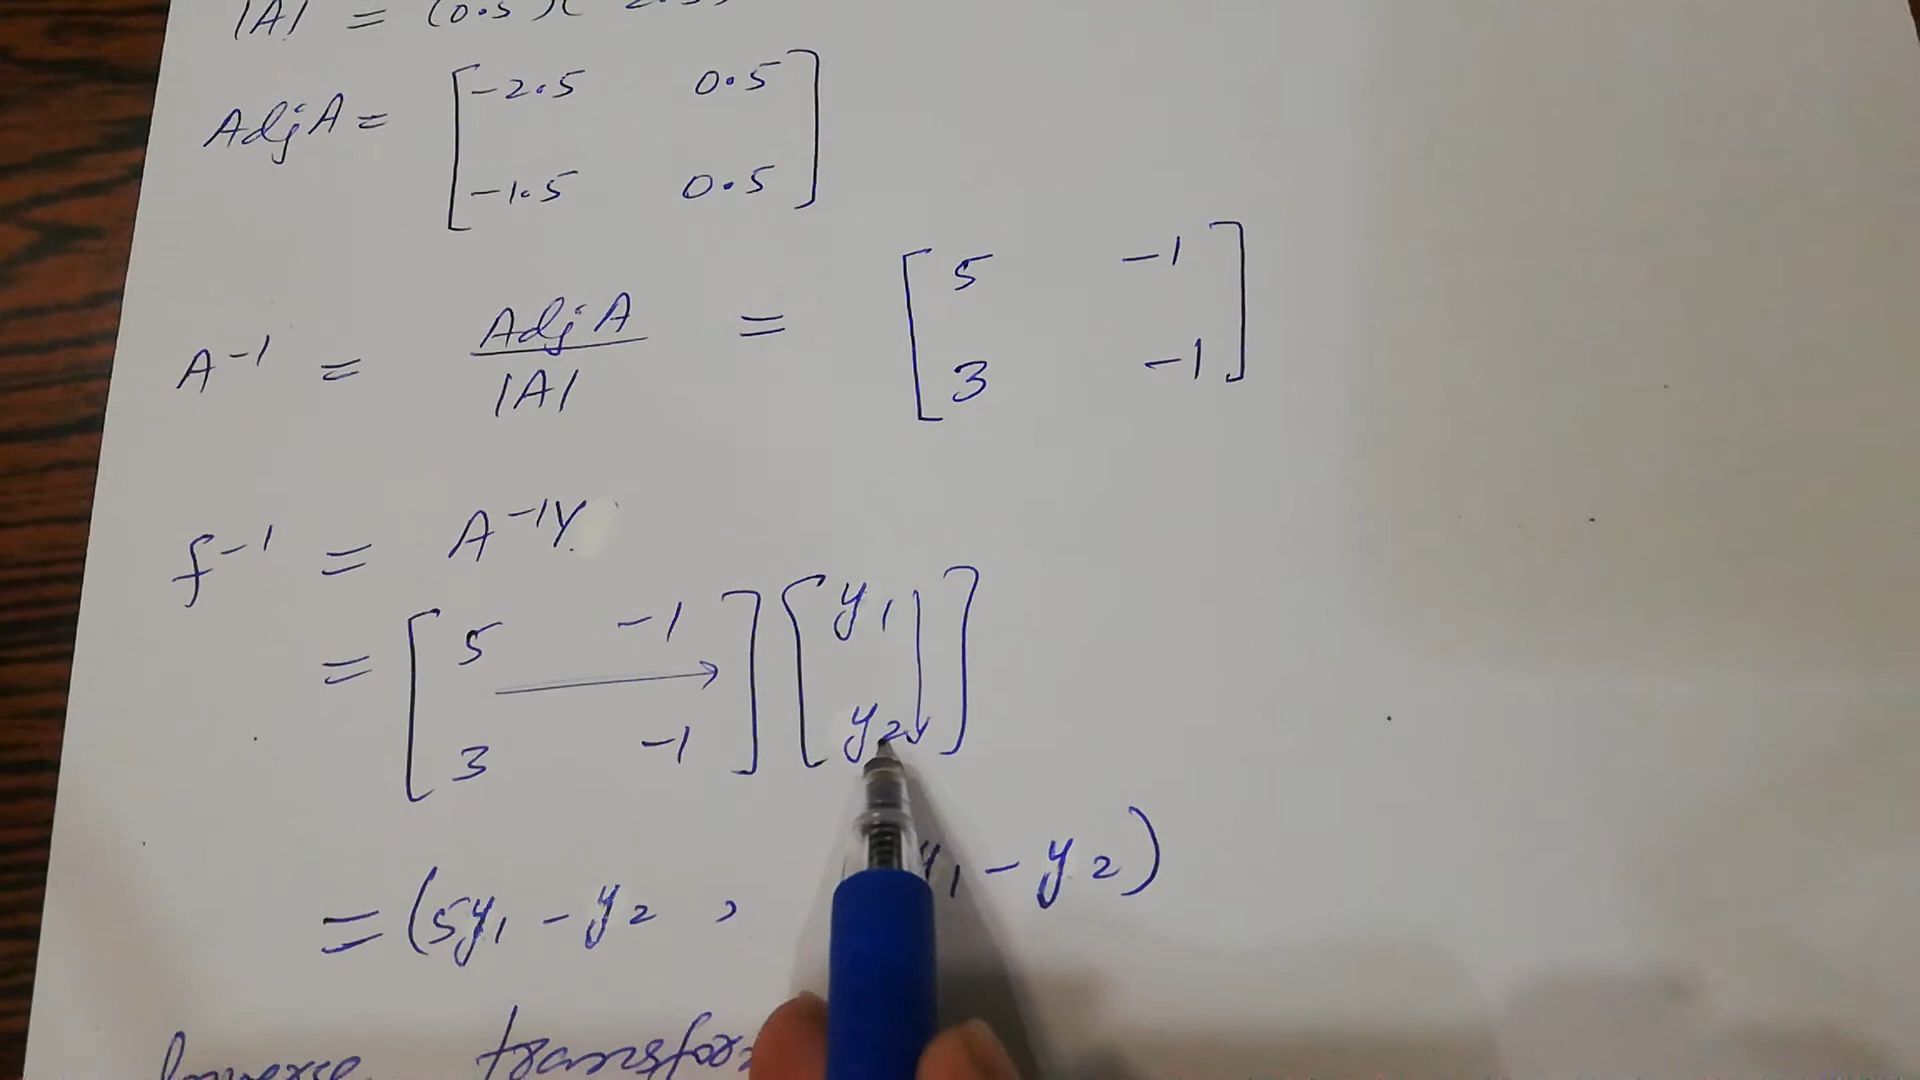 |A| = (0.5)(
Adj A = [-2.5 0.5
-1.5 0.5]
A⁻¹ = Adj A / |A| = [5 -1
3 -1]
f⁻¹ = A⁻¹Y
= [5 -1
3 -1] [y₁
y₂]
= (5y₁ - y₂ , y₁ - y₂)
Inverse